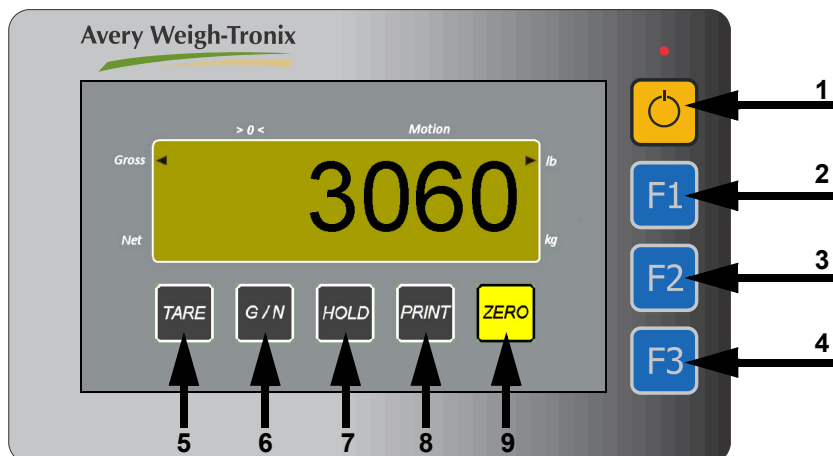 Avery Weigh-Tronix
> 0 < Motion
Gross lb
3060
Net kg
TARE G / N HOLD PRINT ZERO
F1
F2
F3
1
2
3
4
5 6 7 8 9